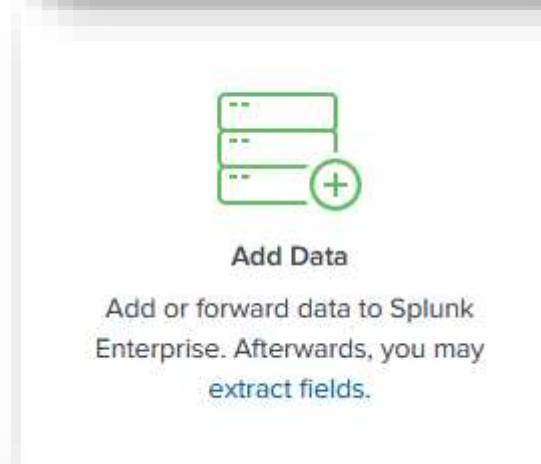 Add Data
Add or forward data to Splunk
Enterprise. Afterwards, you may
extract fields.